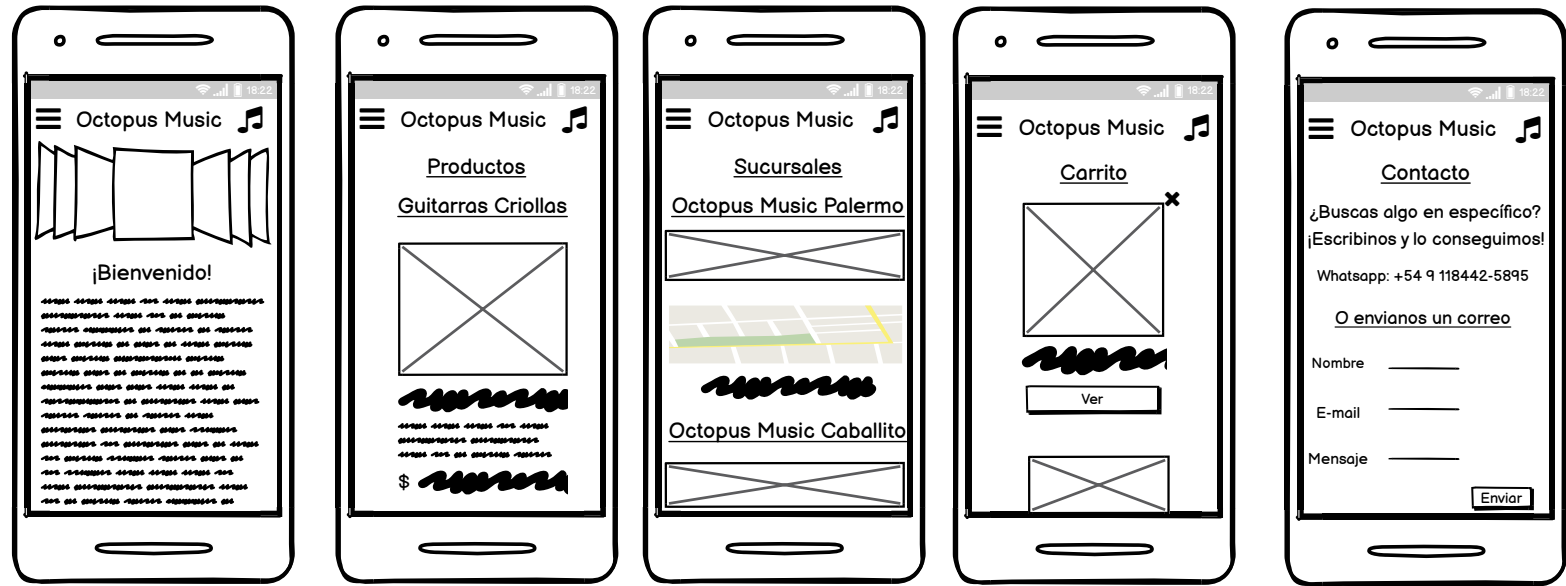 18:22
Octopus Music
¡Bienvenido!
18:22
Octopus Music
Productos
Guitarras Criollas
$
18:22
Octopus Music
Sucursales
Octopus Music Palermo
Octopus Music Caballito
18:22
Octopus Music
Carrito
Ver
18:22
Octopus Music
Contacto
¿Buscas algo en específico?
¡Escribinos y lo conseguimos!
Whatsapp: +54 9 118442-5895
O envianos un correo
Nombre
E-mail
Mensaje
Enviar